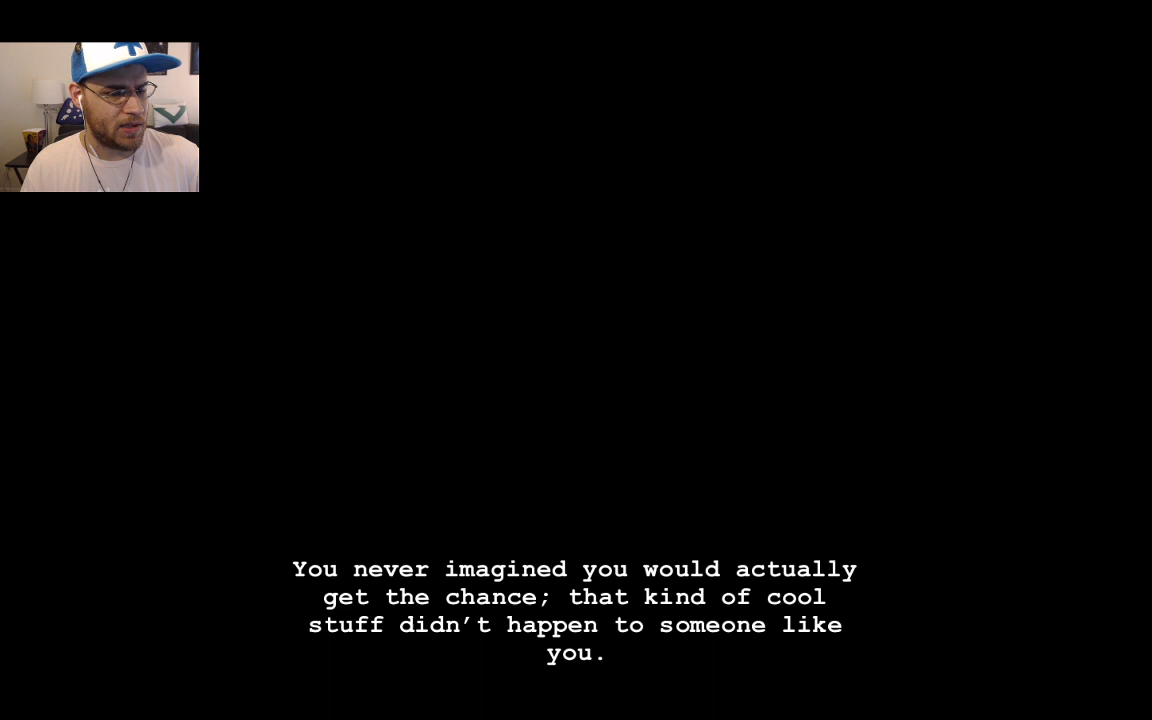 You never imagined you would actually
get the chance; that kind of cool
stuff didn’t happen to someone like
you.